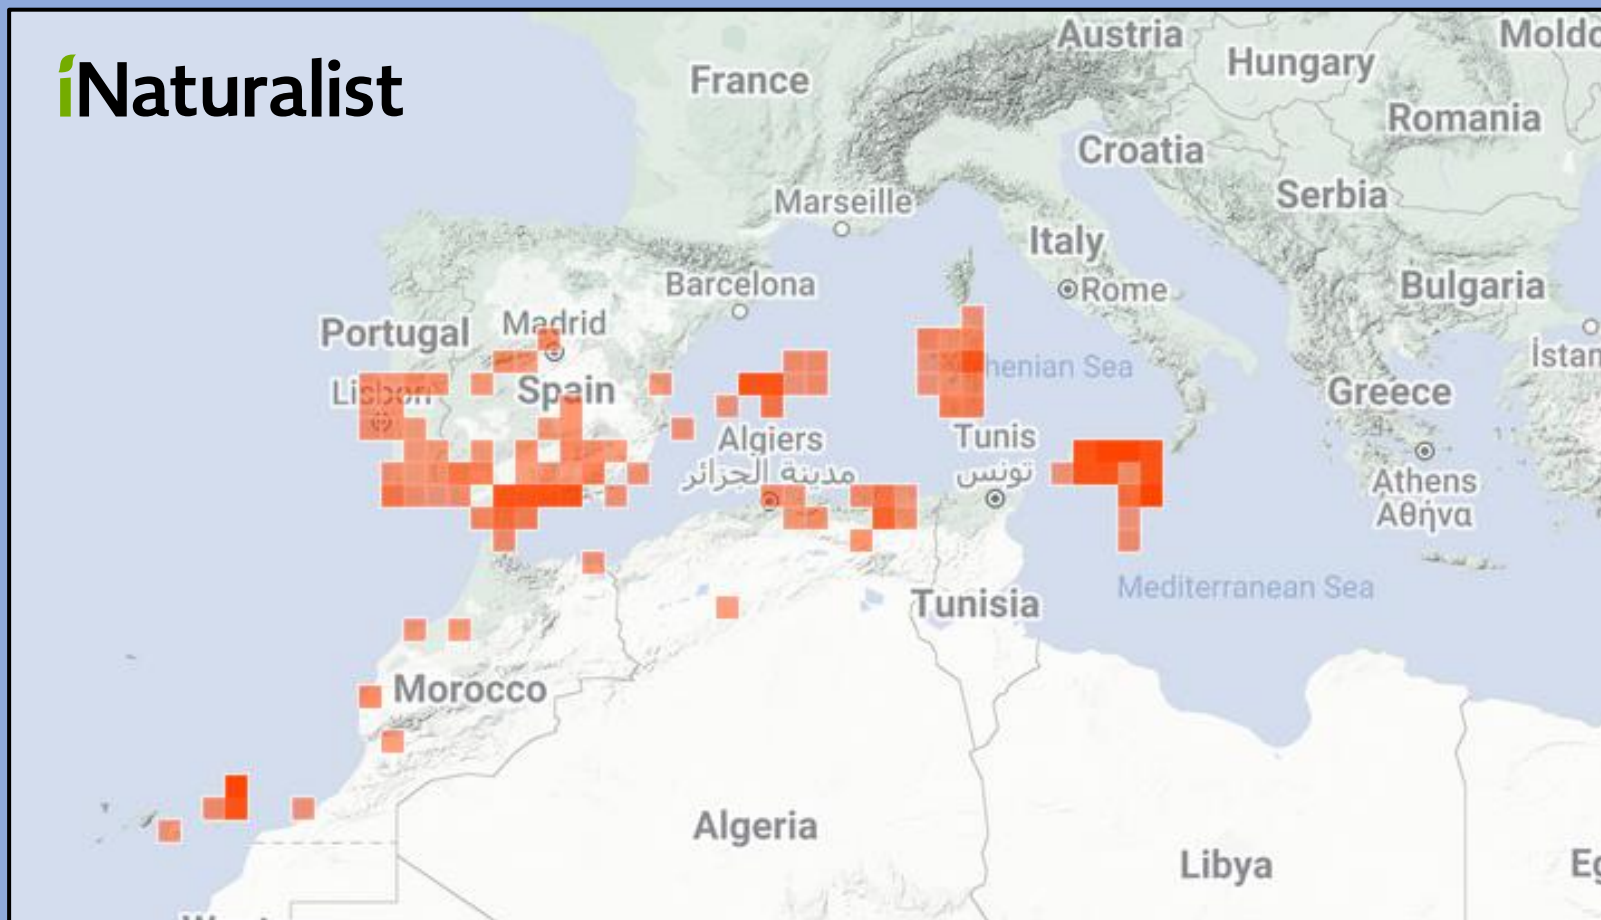 iNaturalist
Austria
Moldo
Hungary
France
Romania
Croatia
Serbia
Marseille
Italy
Barcelona
Rome
Bulgaria
Portugal
Madrid
İstan
henian Sea
Lisbon
Spain
Greece
Algiers
مدينة الجزائر
Tunis
تونس
Athens
Αθήνα
Mediterranean Sea
Tunisia
Morocco
Algeria
Libya
Eg